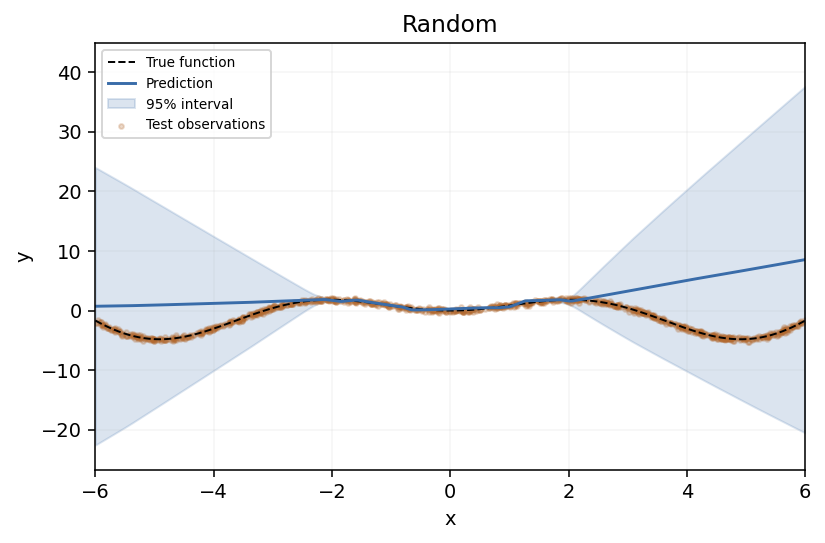 Random
True function
Prediction
95% interval
Test observations
y
40
30
20
10
0
−10
−20
−6 −4 −2 0 2 4 6
x